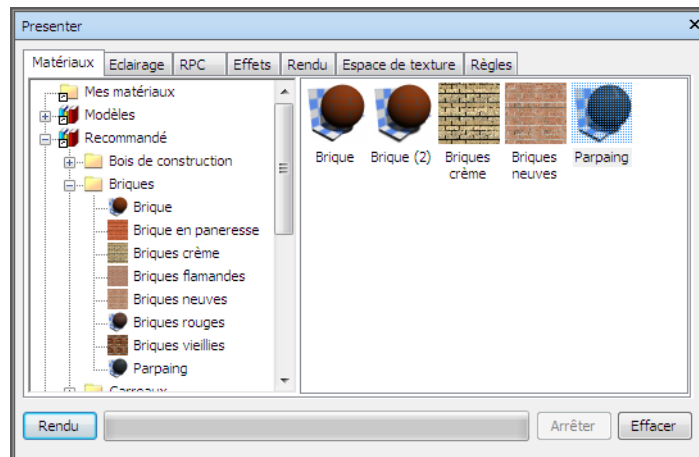 Presenter
Matériaux Eclairage RPC Effets Rendu Espace de texture Règles
Mes matériaux
Modèles
Recommandé
Bois de construction
Briques
Brique
Brique en paneresse
Briques crème
Briques flamandes
Briques neuves
Briques rouges
Briques vieillies
Parpaing
Carreaux
Brique Brique (2) Briques crème Briques neuves Parpaing
Rendu Arrêter Effacer